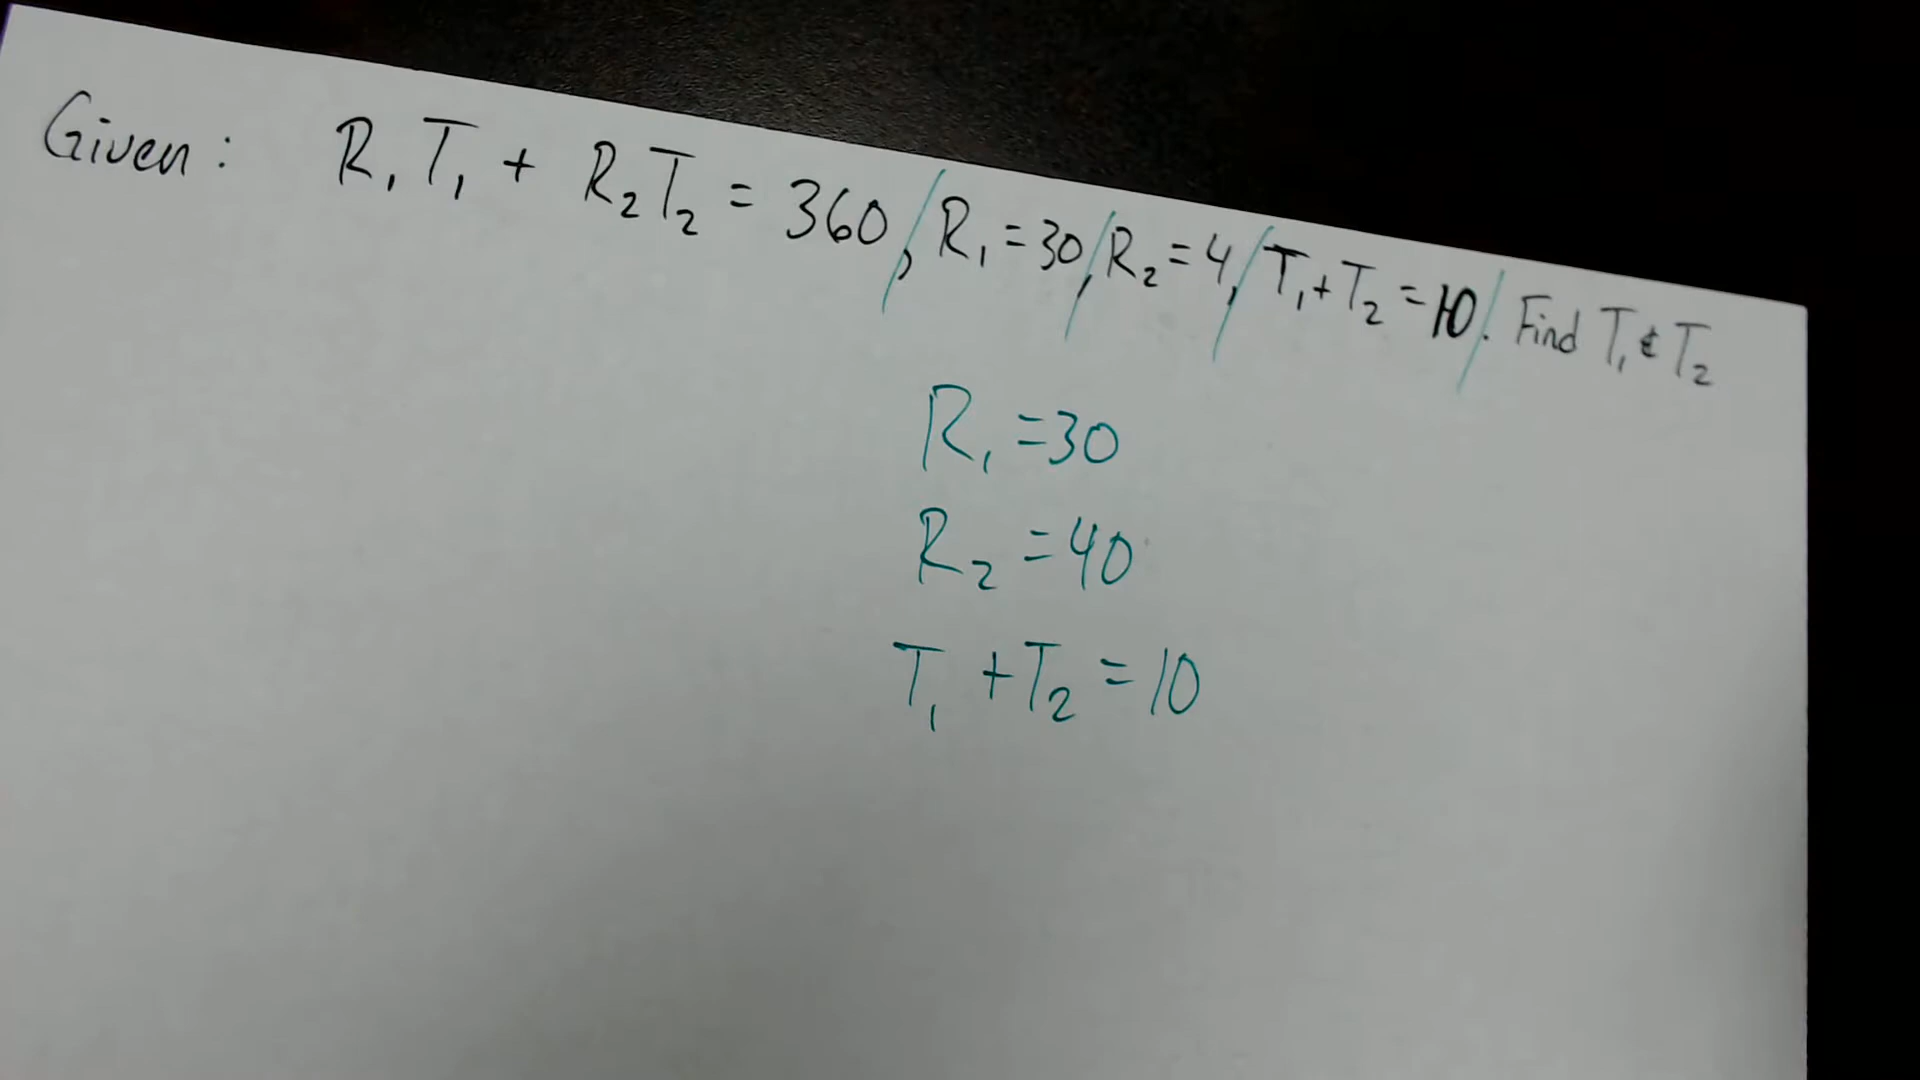 Given : R₁T₁ + R₂T₂ = 360, / R₁ = 30, / R₂ = 4, / T₁ + T₂ = 10 / . Find T₁ & T₂
R₁ = 30
R₂ = 40
T₁ + T₂ = 10